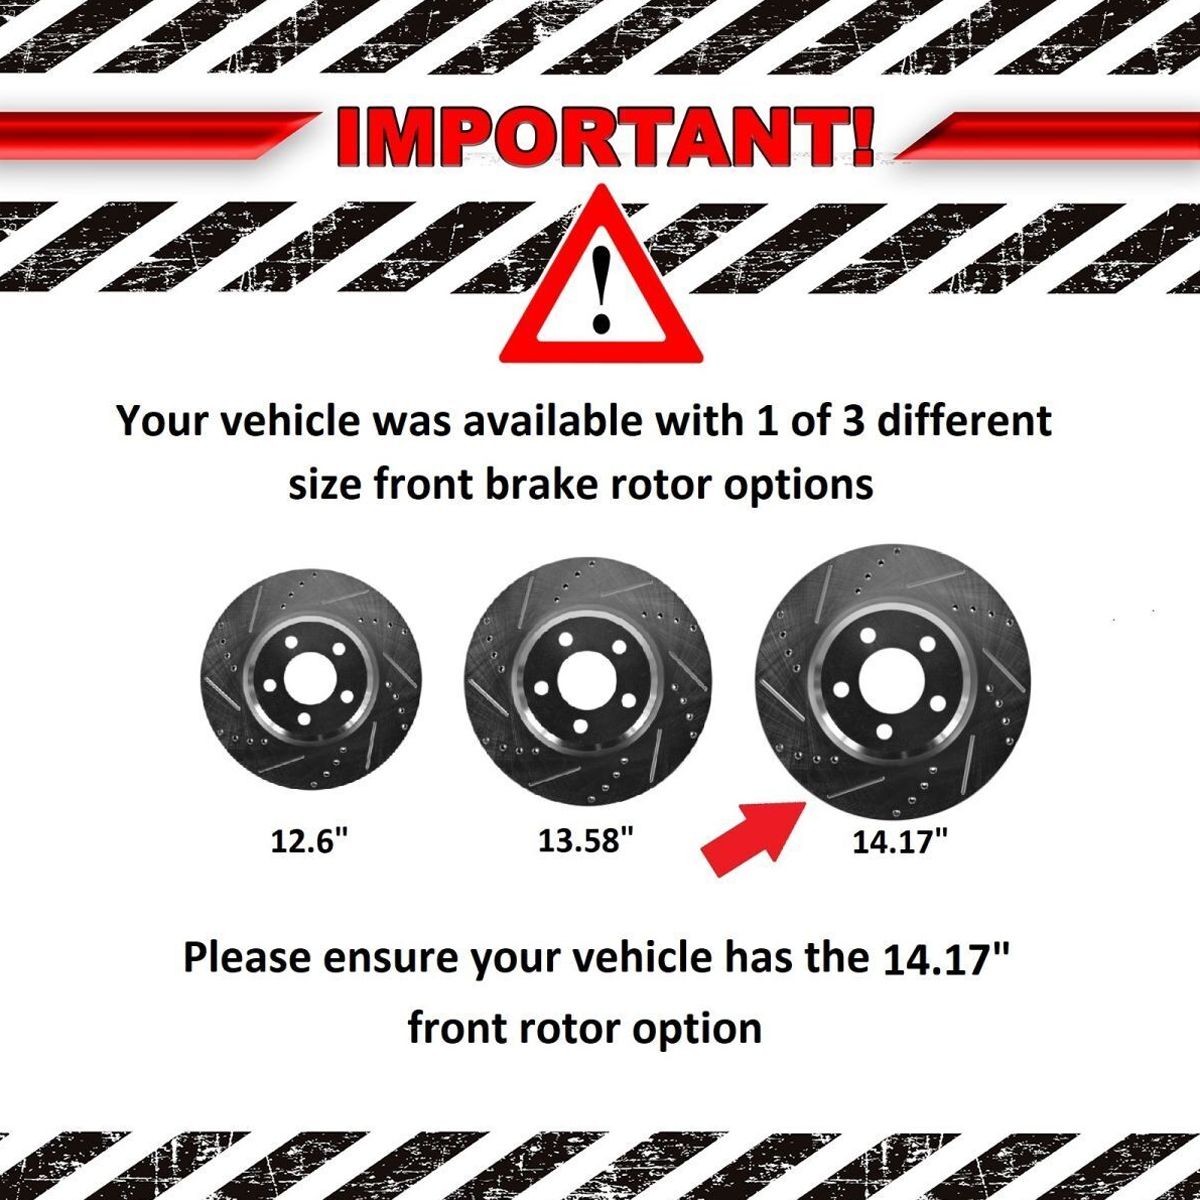 IMPORTANT!
Your vehicle was available with 1 of 3 different
size front brake rotor options
12.6"
13.58"
14.17"
Please ensure your vehicle has the 14.17"
front rotor option